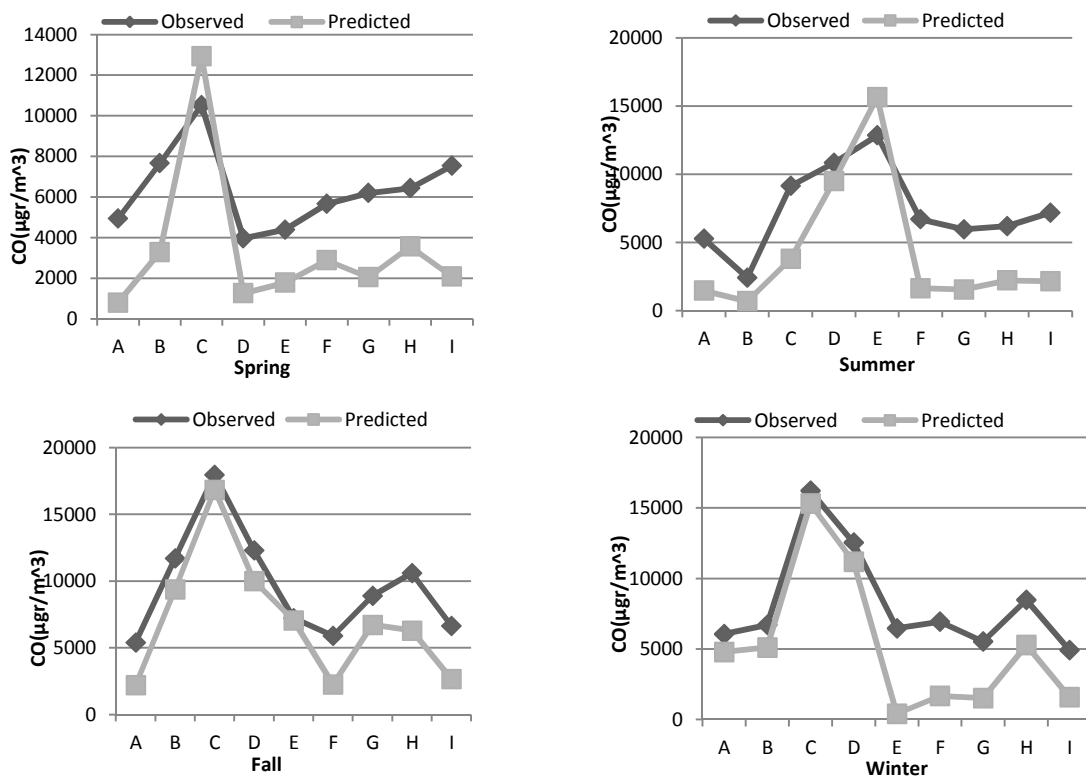 Observed Predicted
14000
12000
10000
8000
6000
4000
2000
0
CO(µgr/m^3)
A B C D E F G H I
Spring
Observed Predicted
20000
15000
10000
5000
0
CO(µgr/m^3)
A B C D E F G H I
Summer
Observed Predicted
20000
15000
10000
5000
0
CO(µgr/m^3)
A B C D E F G H I
Fall
Observed Predicted
20000
15000
10000
5000
0
CO(µgr/m^3)
A B C D E F G H I
Winter